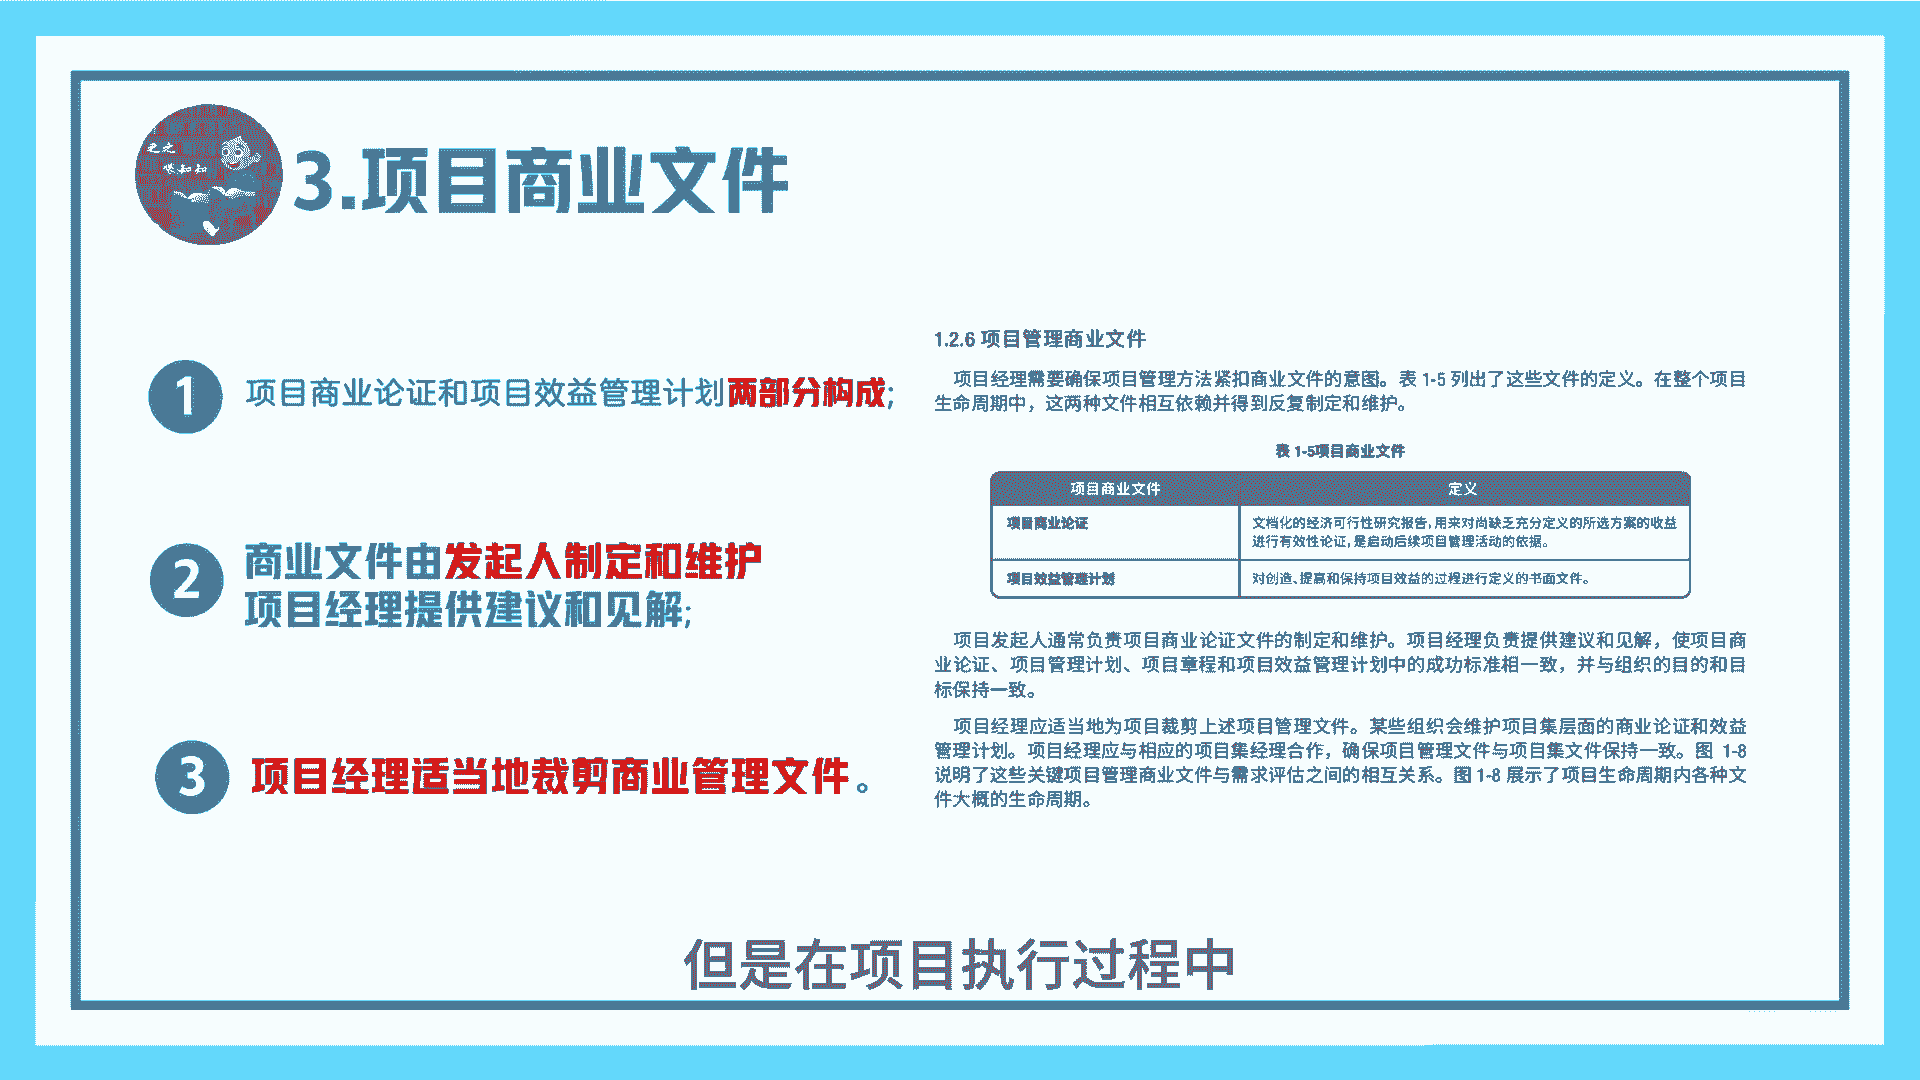 3.项目商业文件
1 项目商业论证和项目效益管理计划两部分构成;
2 商业文件由发起人制定和维护
项目经理提供建议和见解;
3 项目经理适当地裁剪商业管理文件。
1.2.6 项目管理商业文件
项目经理需要确保项目管理方法紧扣商业文件的意图。表 1-5 列出了这些文件的定义。在整个项目
生命周期中，这两种文件相互依赖并得到反复制定和维护。
表 1-5项目商业文件
项目商业文件 定义
项目商业论证 文档化的经济可行性研究报告,用来对尚缺乏充分定义的所选方案的收益
进行有效性论证,是启动后续项目管理活动的依据。
项目效益管理计划 对创造、提高和保持项目效益的过程进行定义的书面文件。
项目发起人通常负责项目商业论证文件的制定和维护。项目经理负责提供建议和见解，使项目商
业论证、项目管理计划、项目章程和项目效益管理计划中的成功标准相一致，并与组织的目的和目
标保持一致。
项目经理应适当地为项目裁剪上述项目管理文件。某些组织会维护项目集层面的商业论证和效益
管理计划。项目经理应与相应的项目集经理合作，确保项目管理文件与项目集文件保持一致。图 1-8
说明了这些关键项目管理商业文件与需求评估之间的相互关系。图 1-8 展示了项目生命周期内各种文
件大概的生命周期。
但是在项目执行过程中